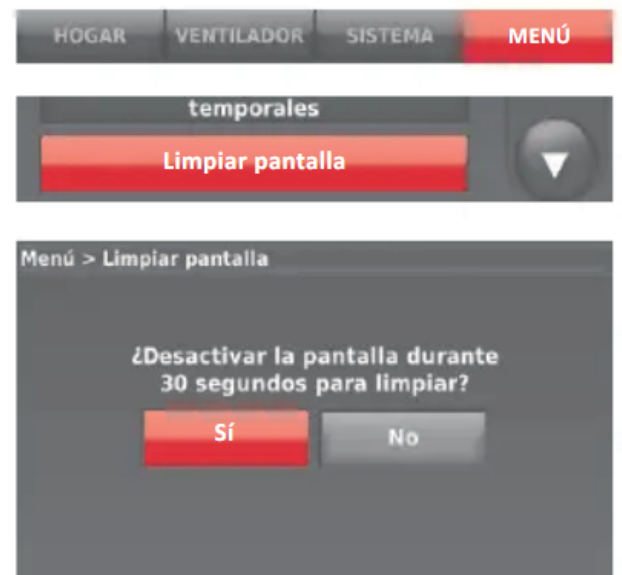 HOGAR VENTILADOR SISTEMA MENÚ
temporales
Limpiar pantalla
Menú > Limpiar pantalla
¿Desactivar la pantalla durante
30 segundos para limpiar?
Sí No